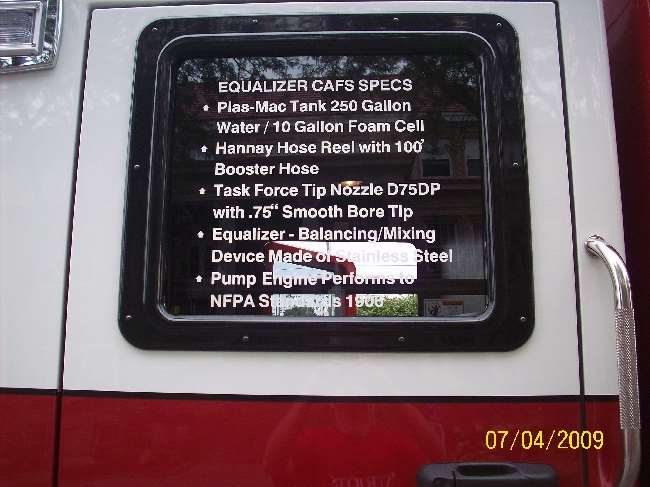 EQUALIZER CAFS SPECS
• Plas-Mac Tank 250 Gallon
Water / 10 Gallon Foam Cell
• Hannay Hose Reel with 100'
Booster Hose
• Task Force Tip Nozzle D75DP
with .75" Smooth Bore Tip
• Equalizer - Balancing/Mixing
Device Made of Stainless Steel
• Pump Engine Performs to
NFPA Standards 1906
07/04/2009